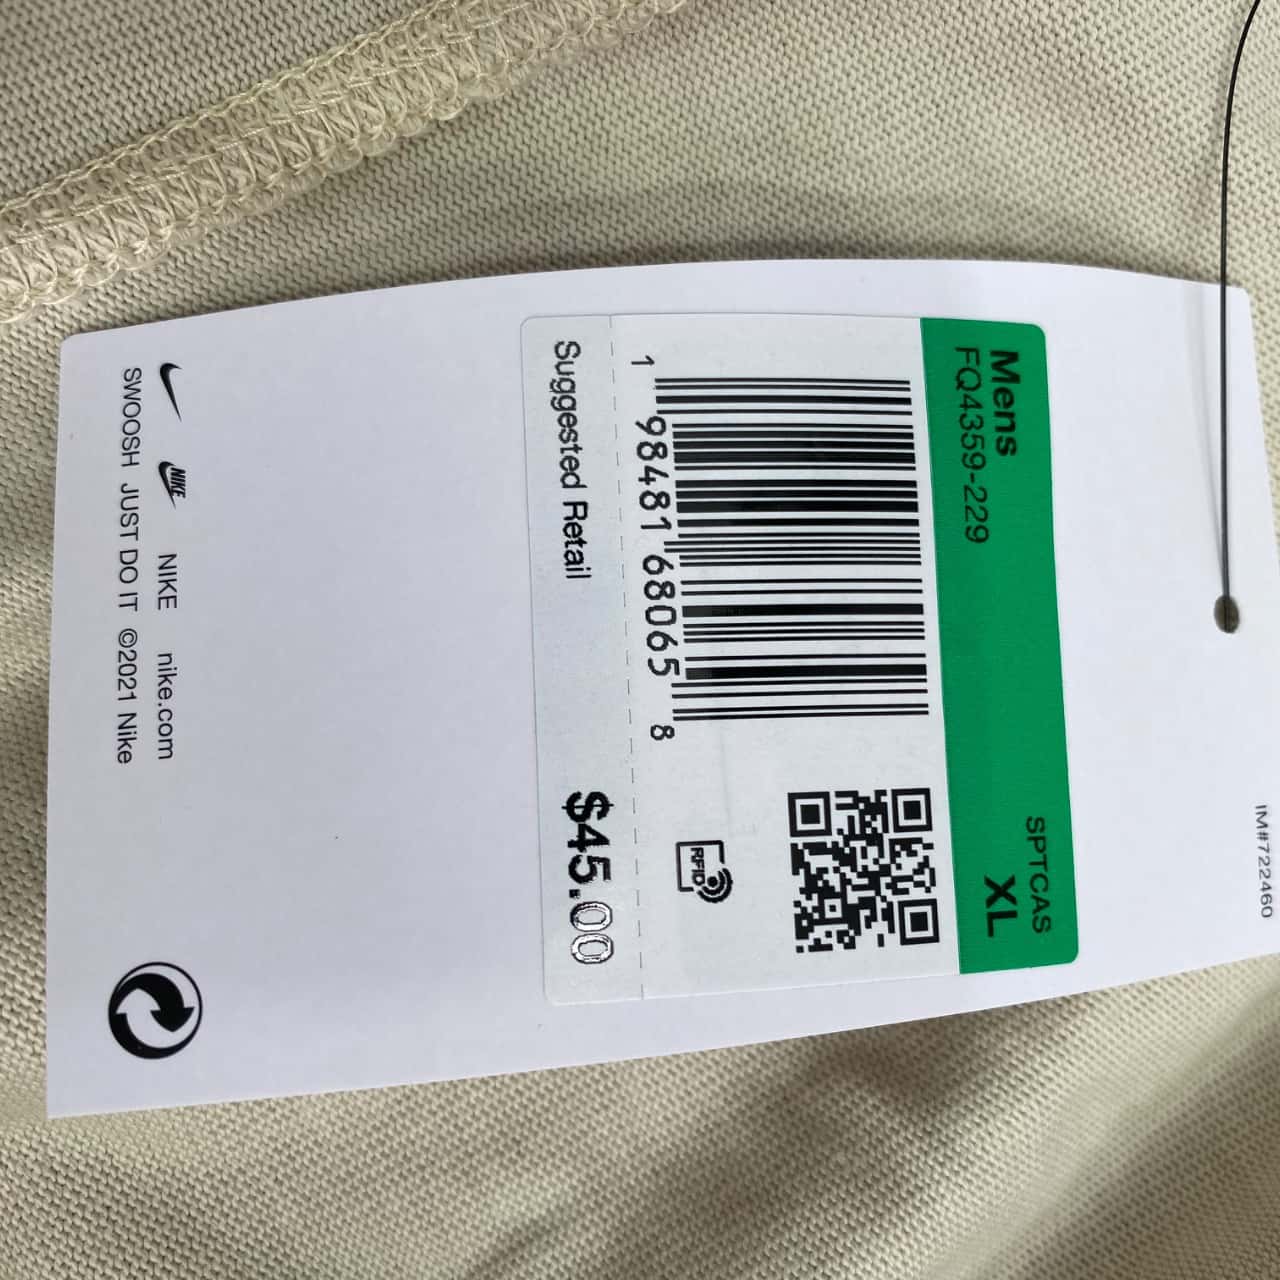 IM#722460
Mens SPTCAS
FQ4359-229 XL
1 98481 68065 8
RFID
Suggested Retail $45.00
NIKE NIKE nike.com
SWOOSH JUST DO IT ©2021 Nike